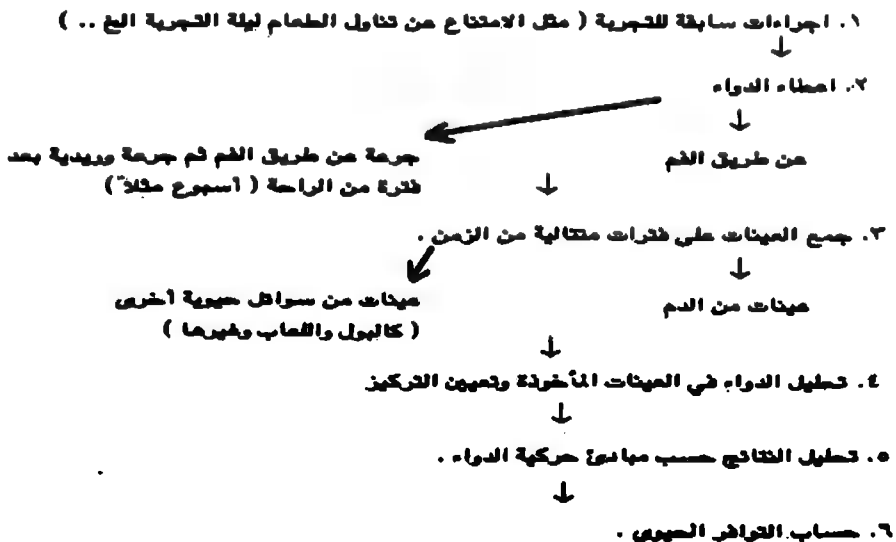 ١. اجراءات سابقة للتجربة ( مثل الامتناع عن تناول الطعام ليلة التجربة الخ .. )
٢. اعطاء الدواء
عن طريق الفم
جرعة عن طريق الفم ثم جرعة وريدية بعد
فترة من الراحة ( أسبوع مثلاً )
٣. جمع العينات على فترات متتالية من الزمن .
عينات من الدم
عينات من سوائل حيوية أخرى
( كالبول واللعاب وغيرها )
٤. تحليل الدواء في العينات المأخوذة وتعيين التركيز
٥. تحليل النتائج حسب مبادئ حركية الدواء .
٦. حساب التوافر الحيوي .